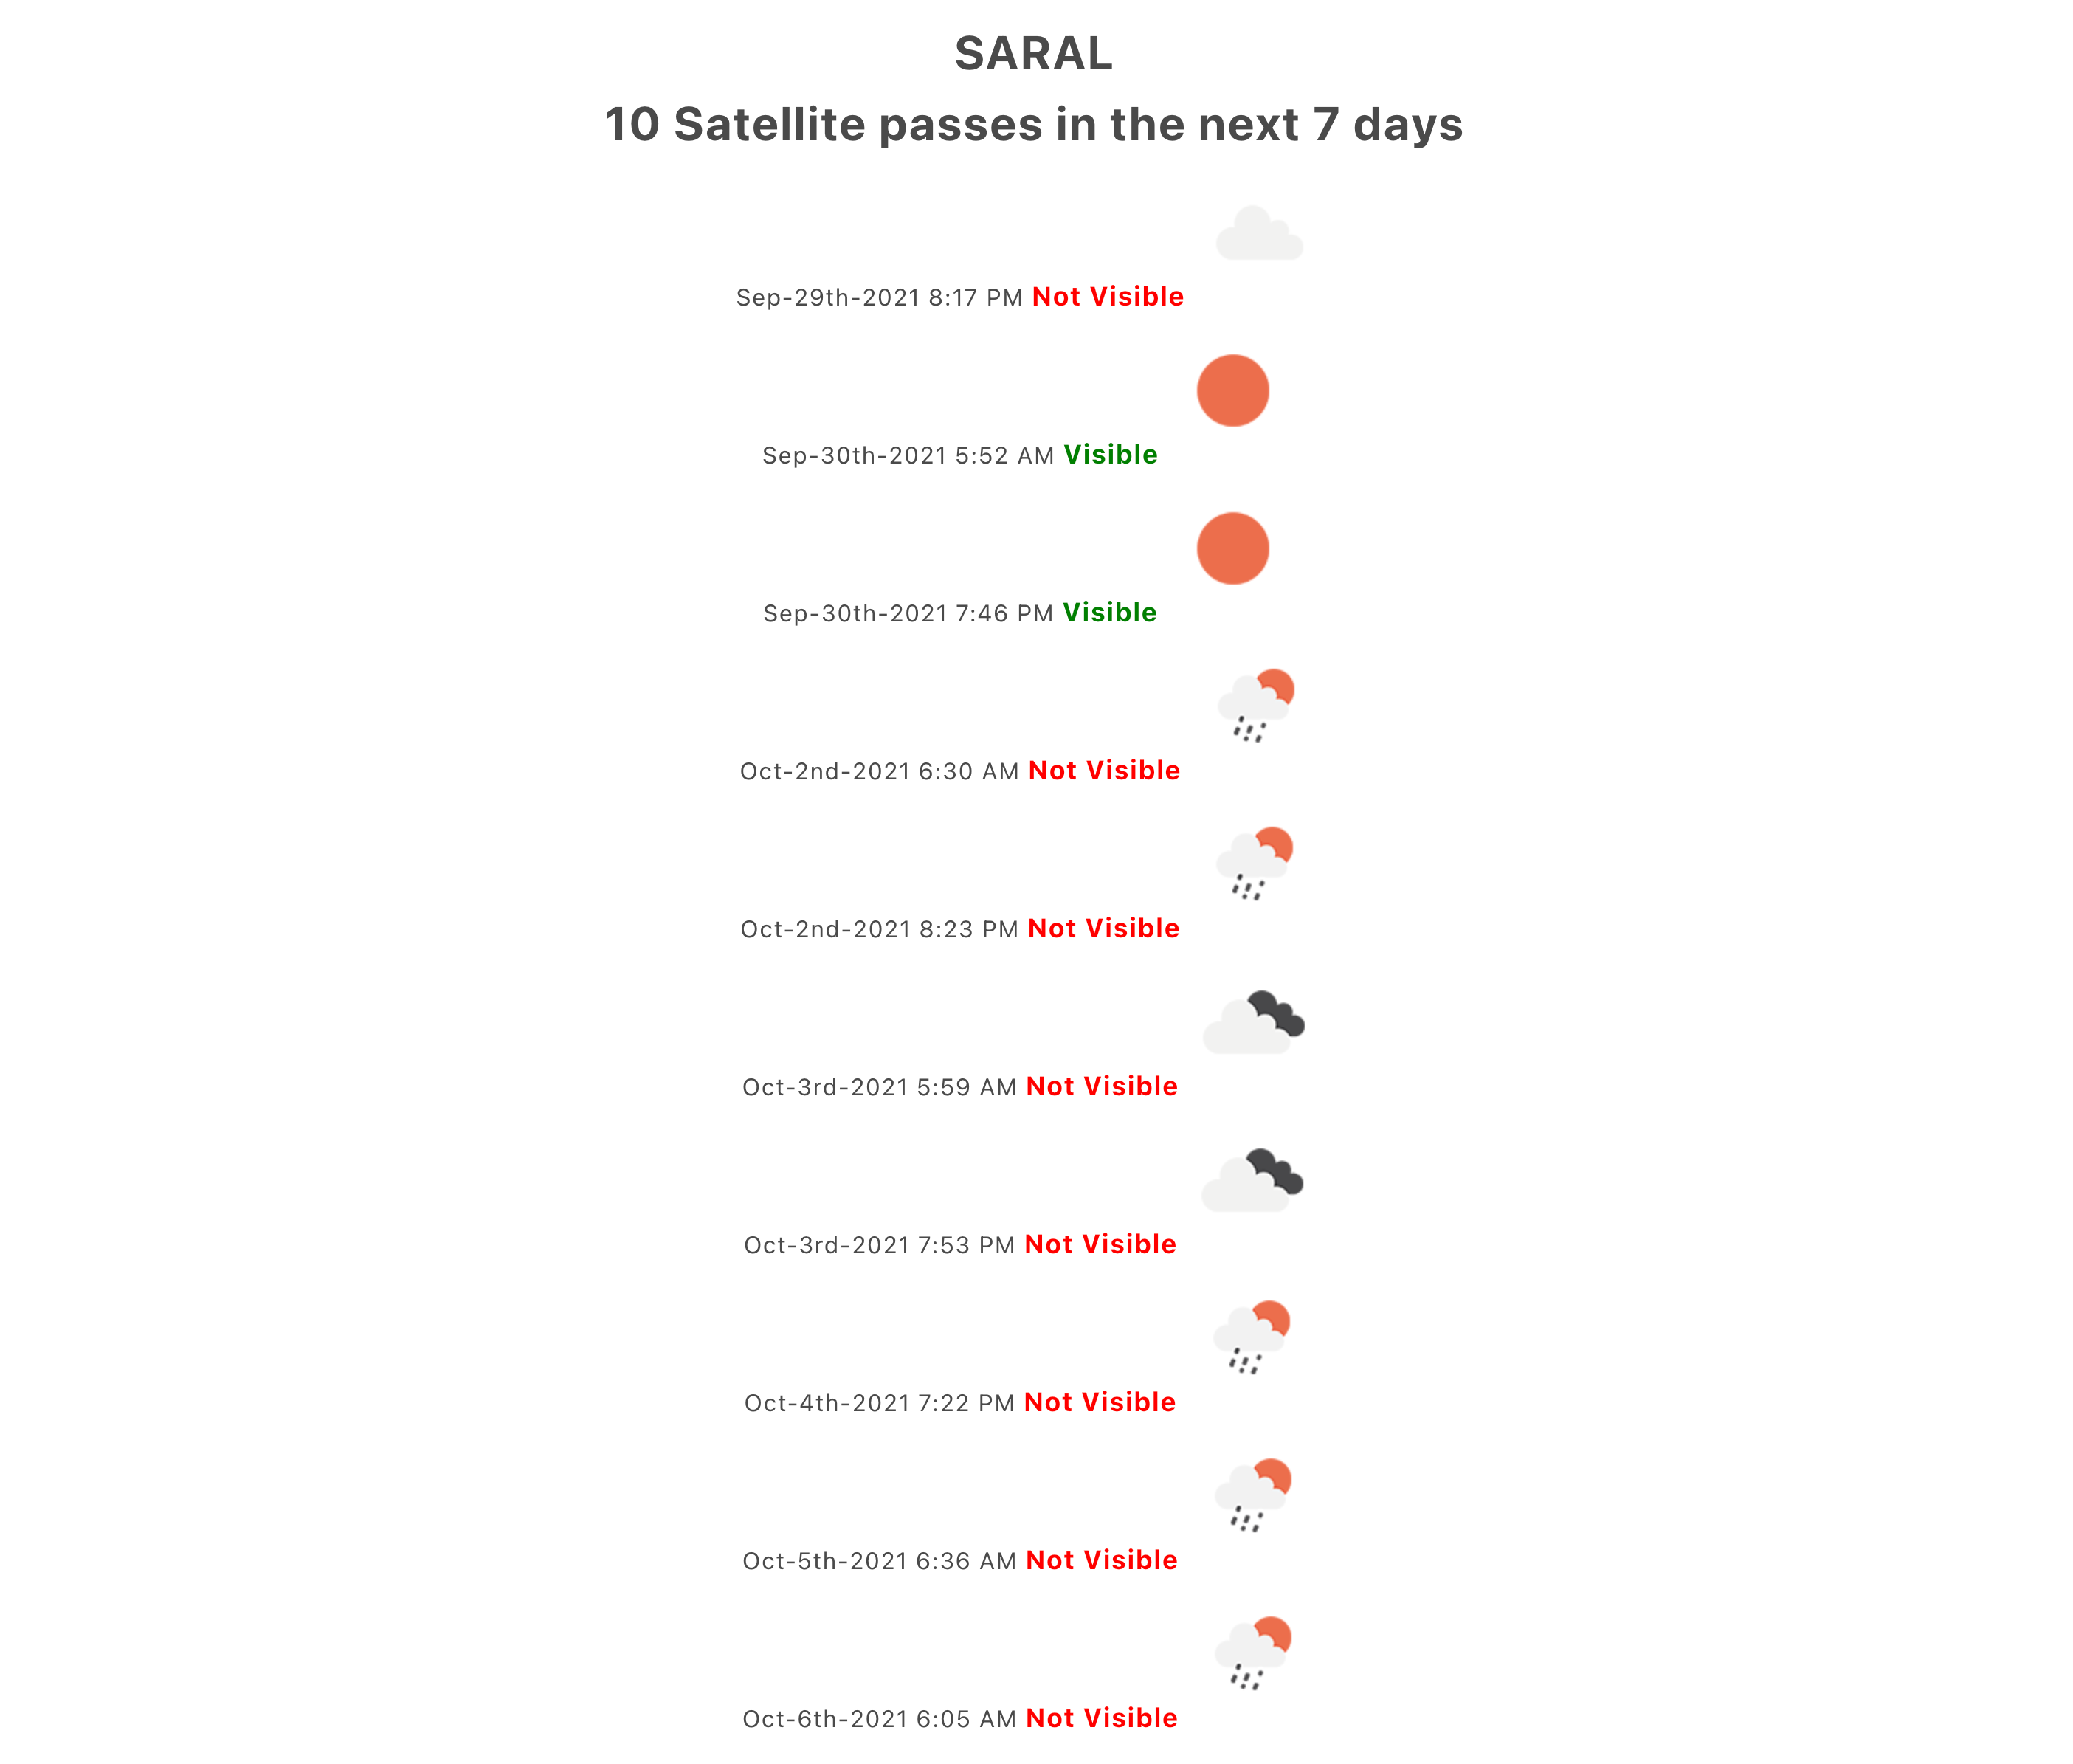 SARAL
10 Satellite passes in the next 7 days
Sep-29th-2021 8:17 PM Not Visible
Sep-30th-2021 5:52 AM Visible
Sep-30th-2021 7:46 PM Visible
Oct-2nd-2021 6:30 AM Not Visible
Oct-2nd-2021 8:23 PM Not Visible
Oct-3rd-2021 5:59 AM Not Visible
Oct-3rd-2021 7:53 PM Not Visible
Oct-4th-2021 7:22 PM Not Visible
Oct-5th-2021 6:36 AM Not Visible
Oct-6th-2021 6:05 AM Not Visible